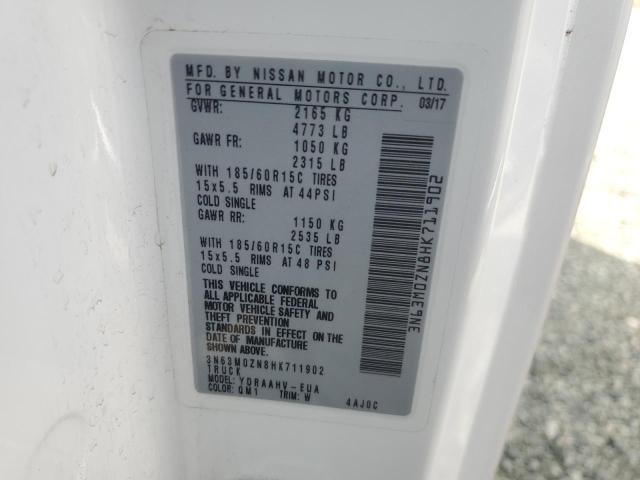 MFD. BY NISSAN MOTOR CO., LTD.
FOR GENERAL MOTORS CORP. 03/17
GVWR: 2165 KG
4773 LB
GAWR FR: 1050 KG
2315 LB
WITH 185/60R15C TIRES
15x5.5 RIMS AT 44PSI
COLD SINGLE
GAWR RR: 1150 KG
2535 LB
WITH 185/60R15C TIRES
15x5.5 RIMS AT 48 PSI
COLD SINGLE
THIS VEHICLE CONFORMS TO
ALL APPLICABLE FEDERAL
MOTOR VEHICLE SAFETY AND
THEFT PREVENTION
STANDARDS IN EFFECT ON THE
DATE OF MANUFACTURE
SHOWN ABOVE.
3N63M0ZN8HK711902
TRUCK
MODEL: YDRAAHV-EUA
COLOR: QM1 TRIM: W 4AJ0C
3N63M0ZN8HK711902